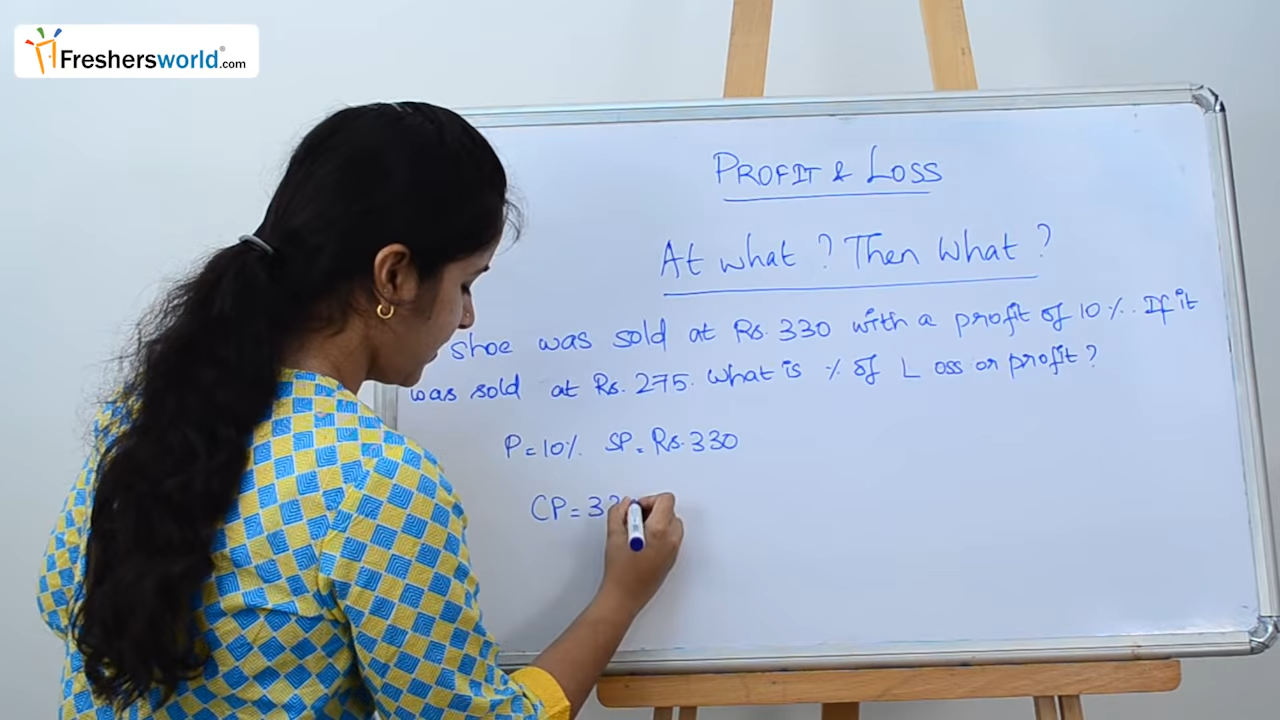 Freshersworld.com
PROFIT & LOSS
At what ? Then What ?
shoe was sold at Rs. 330 with a profit of 10 %. If it
was sold at Rs. 275. What is % of Loss or profit ?
P = 10% SP = Rs. 330
CP = 33